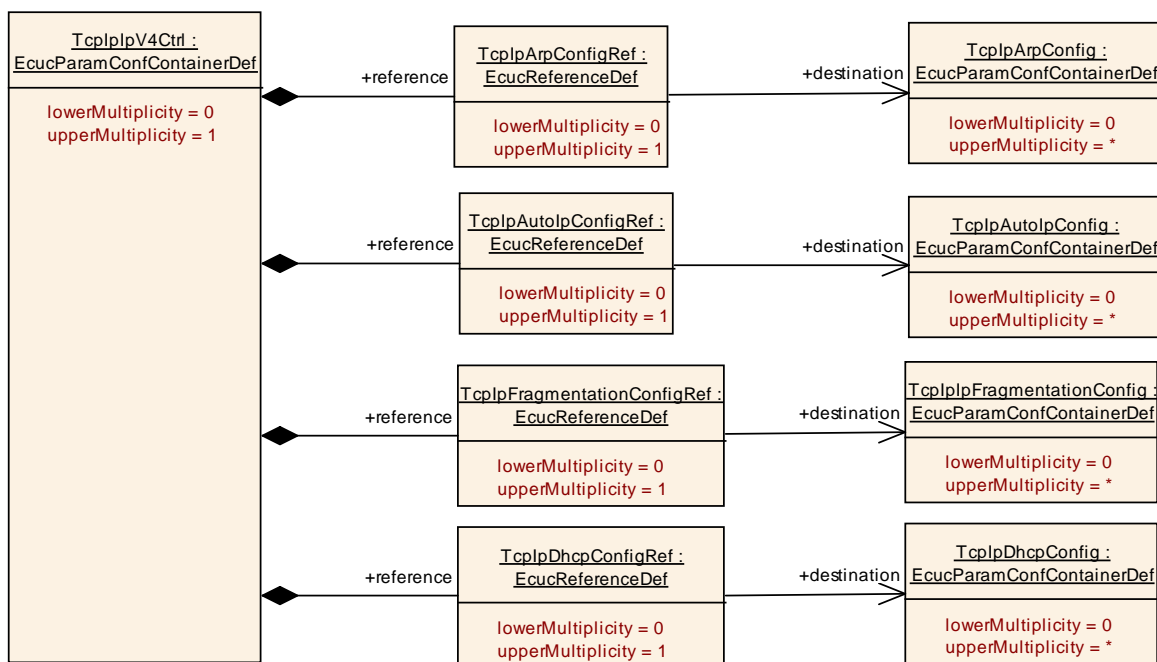 TcpIpIpV4Ctrl :
EcucParamConfContainerDef
lowerMultiplicity = 0
upperMultiplicity = 1
+reference
TcpIpArpConfigRef :
EcucReferenceDef
lowerMultiplicity = 0
upperMultiplicity = 1
+destination
TcpIpArpConfig :
EcucParamConfContainerDef
lowerMultiplicity = 0
upperMultiplicity = *
+reference
TcpIpAutoIpConfigRef :
EcucReferenceDef
lowerMultiplicity = 0
upperMultiplicity = 1
+destination
TcpIpAutoIpConfig :
EcucParamConfContainerDef
lowerMultiplicity = 0
upperMultiplicity = *
+reference
TcpIpFragmentationConfigRef :
EcucReferenceDef
lowerMultiplicity = 0
upperMultiplicity = 1
+destination
TcpIpIpFragmentationConfig :
EcucParamConfContainerDef
lowerMultiplicity = 0
upperMultiplicity = *
+reference
TcpIpDhcpConfigRef :
EcucReferenceDef
lowerMultiplicity = 0
upperMultiplicity = 1
+destination
TcpIpDhcpConfig :
EcucParamConfContainerDef
lowerMultiplicity = 0
upperMultiplicity = *